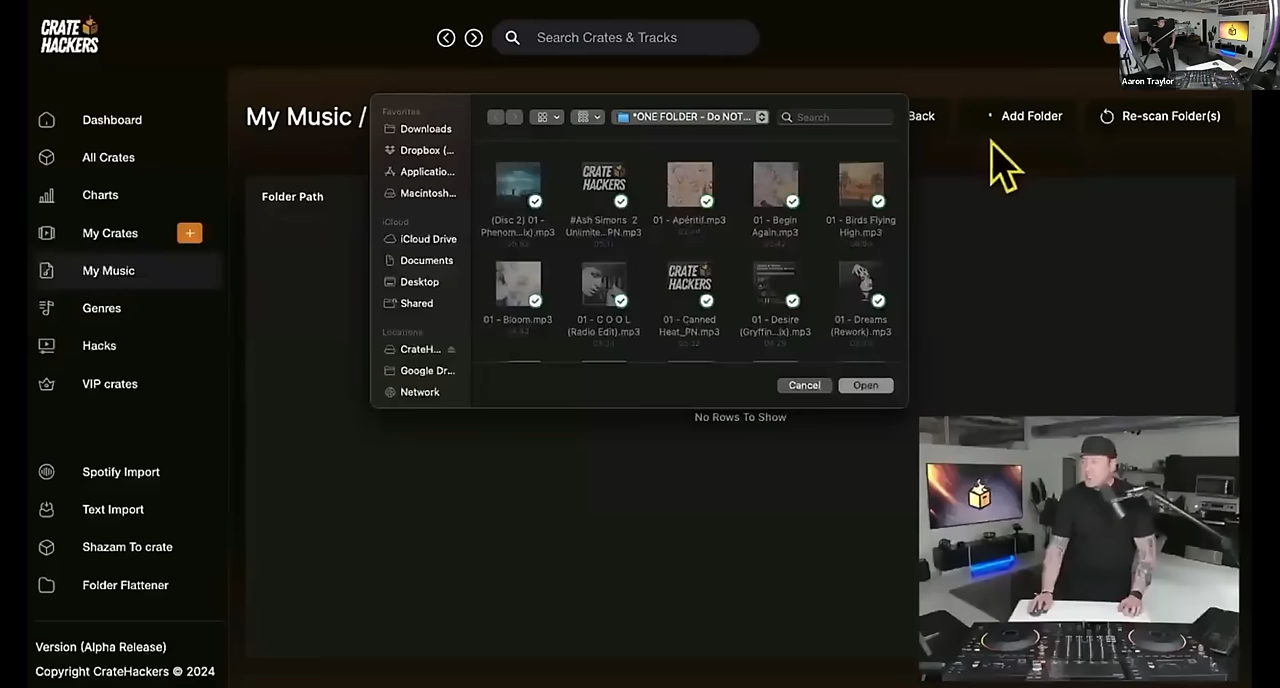 CRATE
HACKERS
Search Crates & Tracks
Aaron Traylor
Dashboard
All Crates
Charts
My Crates
+
My Music
Genres
Hacks
VIP crates
Spotify Import
Text Import
Shazam To crate
Folder Flattener
Version (Alpha Release)
Copyright CrateHackers © 2024
My Music /
Back
Add Folder
Re-scan Folder(s)
Folder Path
Favorites
Downloads
Dropbox (...
Applicatio...
Macintosh...
iCloud
iCloud Drive
Documents
Desktop
Shared
Locations
CrateH...
Google Dr...
Network
*ONE FOLDER - Do NOT...
Search
(Disc 2) 01 -
Phenom...ix).mp3
CRATE
HACKERS
#Ash Simons 2
Unlimite...PN.mp3
01 - Apéritif.mp3
01 - Begin
Again.mp3
01 - Birds Flying
High.mp3
01 - Bloom.mp3
01 - C O O L
(Radio Edit).mp3
CRATE
HACKERS
01 - Canned
Heat_PN.mp3
01 - Desire
(Gryffin...ix).mp3
01 - Dreams
(Rework).mp3
Cancel
Open
No Rows To Show